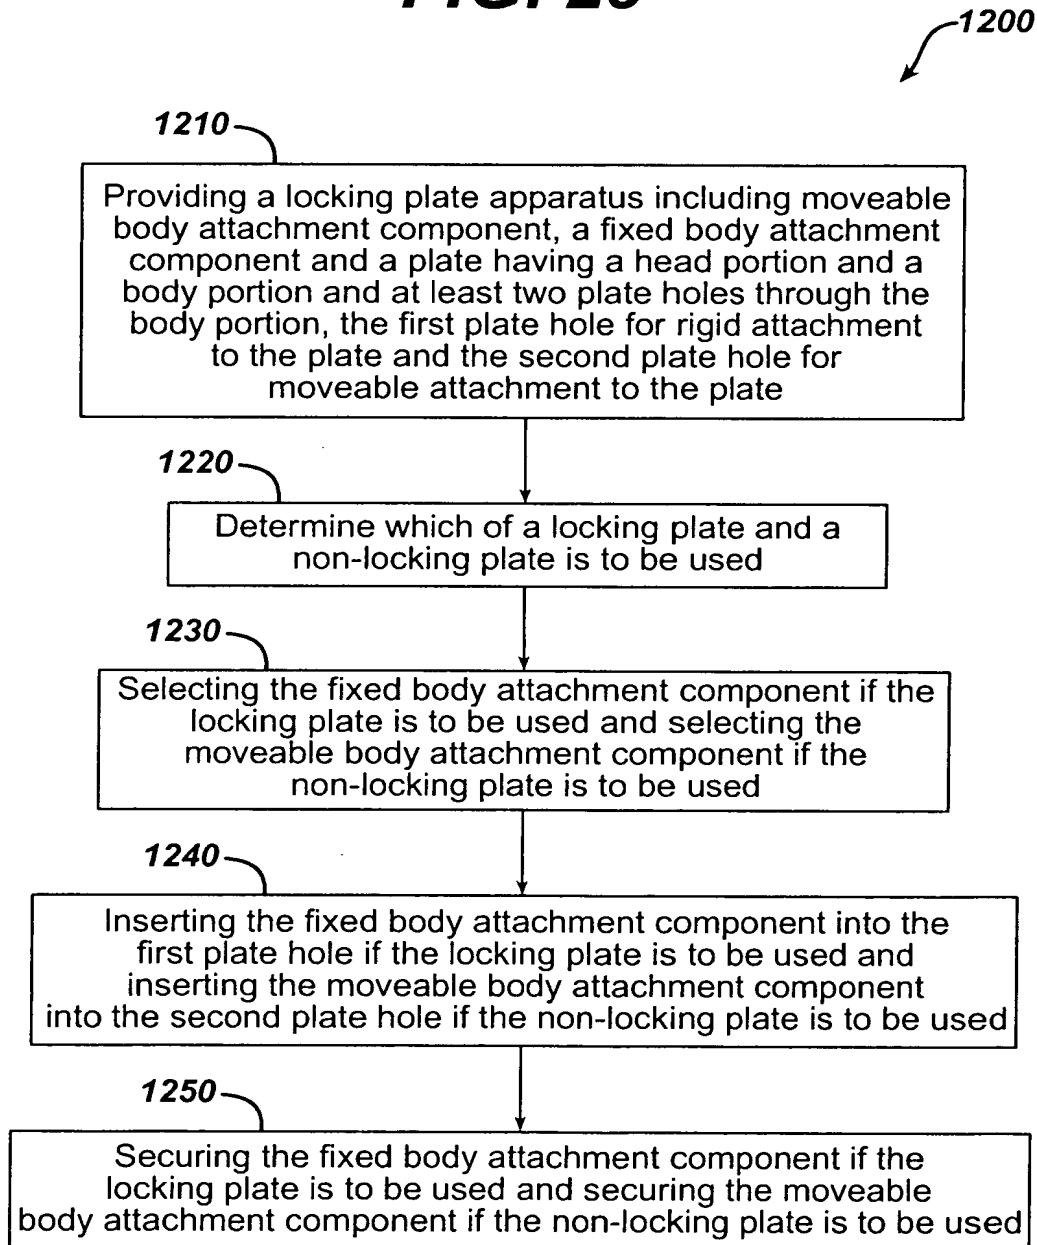 1200
1210
Providing a locking plate apparatus including moveable
body attachment component, a fixed body attachment
component and a plate having a head portion and a
body portion and at least two plate holes through the
body portion, the first plate hole for rigid attachment
to the plate and the second plate hole for
moveable attachment to the plate
1220
Determine which of a locking plate and a
non-locking plate is to be used
1230
Selecting the fixed body attachment component if the
locking plate is to be used and selecting the
moveable body attachment component if the
non-locking plate is to be used
1240
Inserting the fixed body attachment component into the
first plate hole if the locking plate is to be used and
inserting the moveable body attachment component
into the second plate hole if the non-locking plate is to be used
1250
Securing the fixed body attachment component if the
locking plate is to be used and securing the moveable
body attachment component if the non-locking plate is to be used